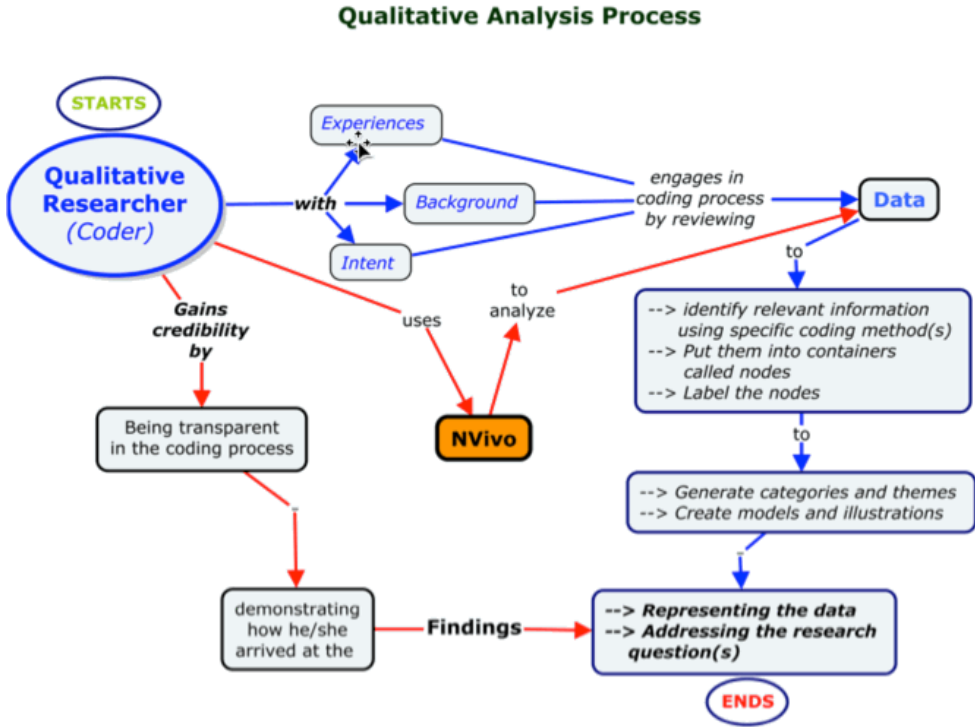 Qualitative Analysis Process
STARTS
Qualitative
Researcher
(Coder)
with
Experiences
Background
Intent
engages in
coding process
by reviewing
Data
to
--> identify relevant information
using specific coding method(s)
--> Put them into containers
called nodes
--> Label the nodes
to
--> Generate categories and themes
--> Create models and illustrations
-
--> Representing the data
--> Addressing the research
question(s)
ENDS
uses
NVivo
to
analyze
Gains
credibility
by
Being transparent
in the coding process
-
demonstrating
how he/she
arrived at the
Findings